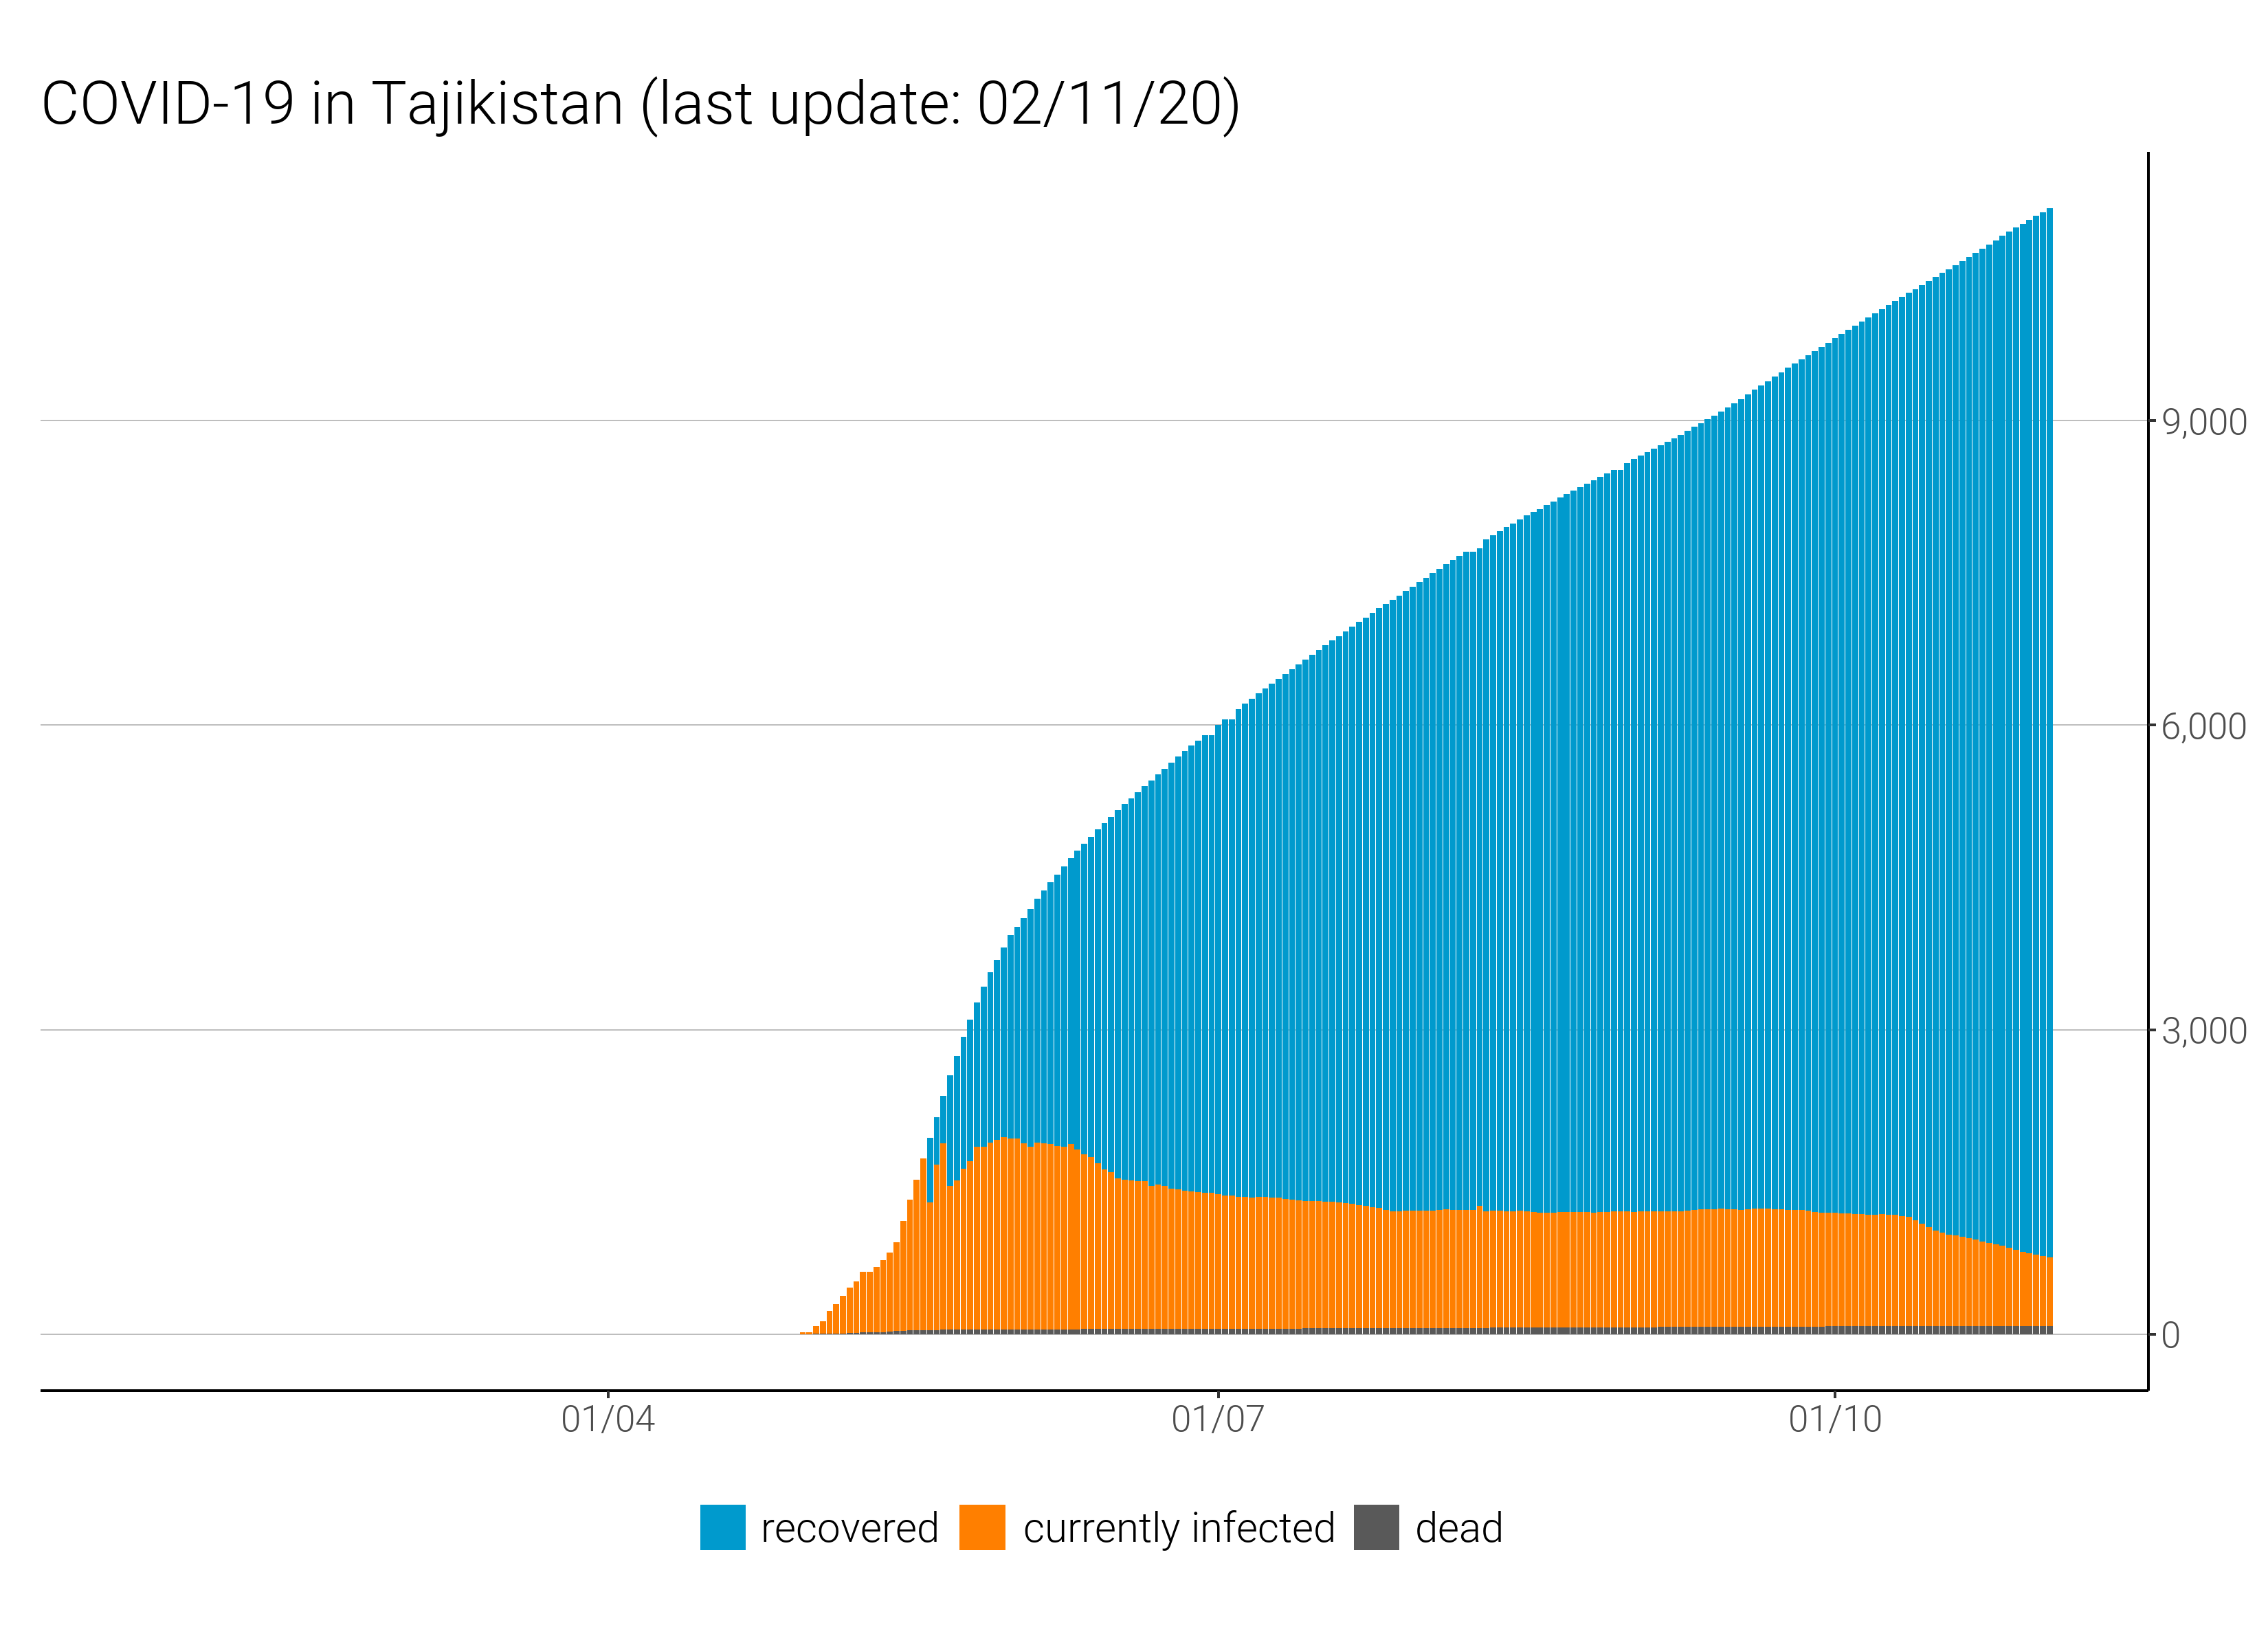 COVID-19 in Tajikistan (last update: 02/11/20)
9,000
6,000
3,000
0
01/04 01/07 01/10
recovered currently infected dead